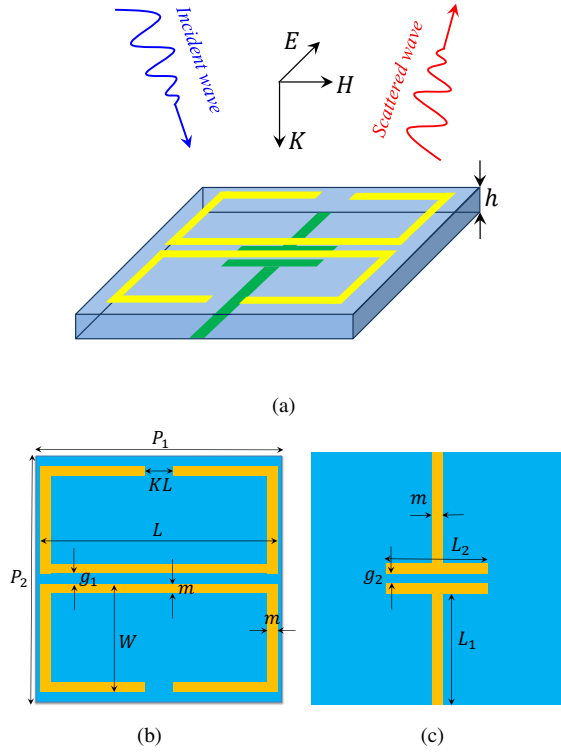 Incident wave
E
H
K
Scattered wave
h
(a)
P₁
KL
L
P₂
g₁
m
W
m
(b)
m
L₂
g₂
L₁
(c)